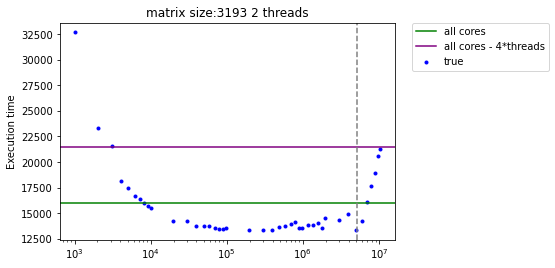 matrix size:3193 2 threads
Execution time
32500
30000
27500
25000
22500
20000
17500
15000
12500
10³
10⁴
10⁵
10⁶
10⁷
all cores
all cores - 4*threads
true